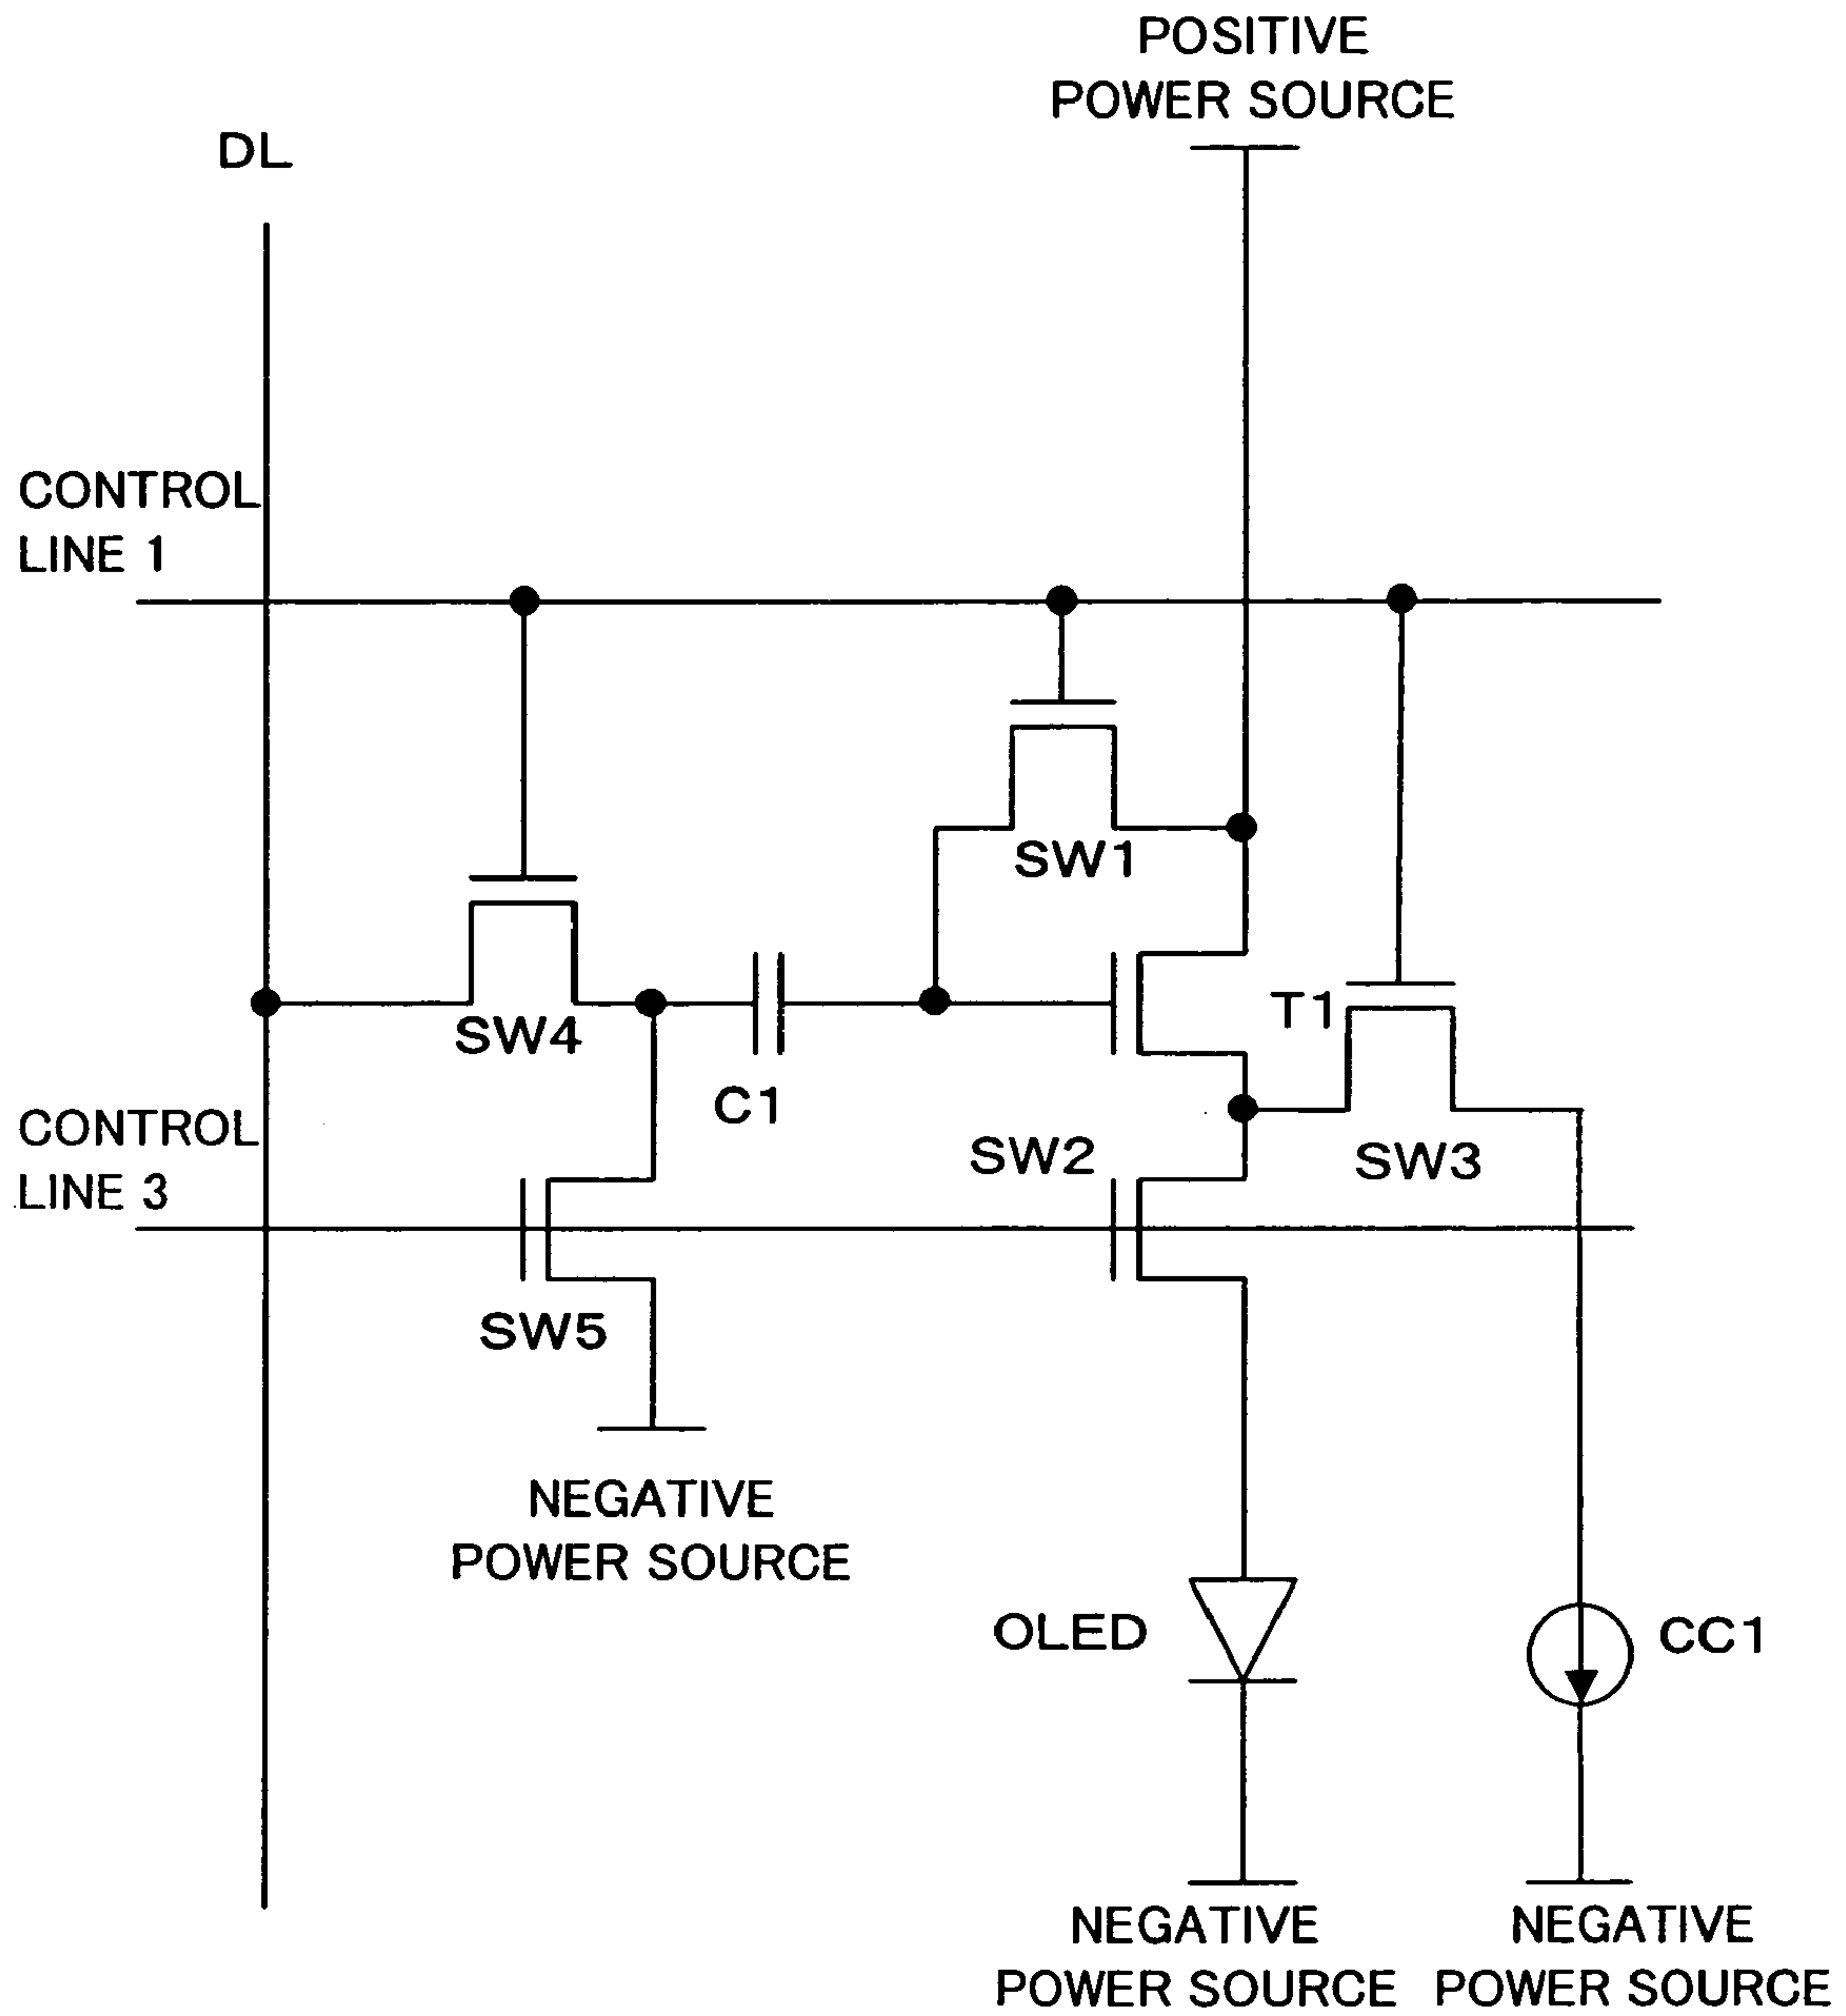 POSITIVE
POWER SOURCE
DL
CONTROL
LINE 1
SW1
T1
SW4
C1
CONTROL
LINE 3
SW2
SW3
SW5
NEGATIVE
POWER SOURCE
OLED
CC1
NEGATIVE
POWER SOURCE
NEGATIVE
POWER SOURCE